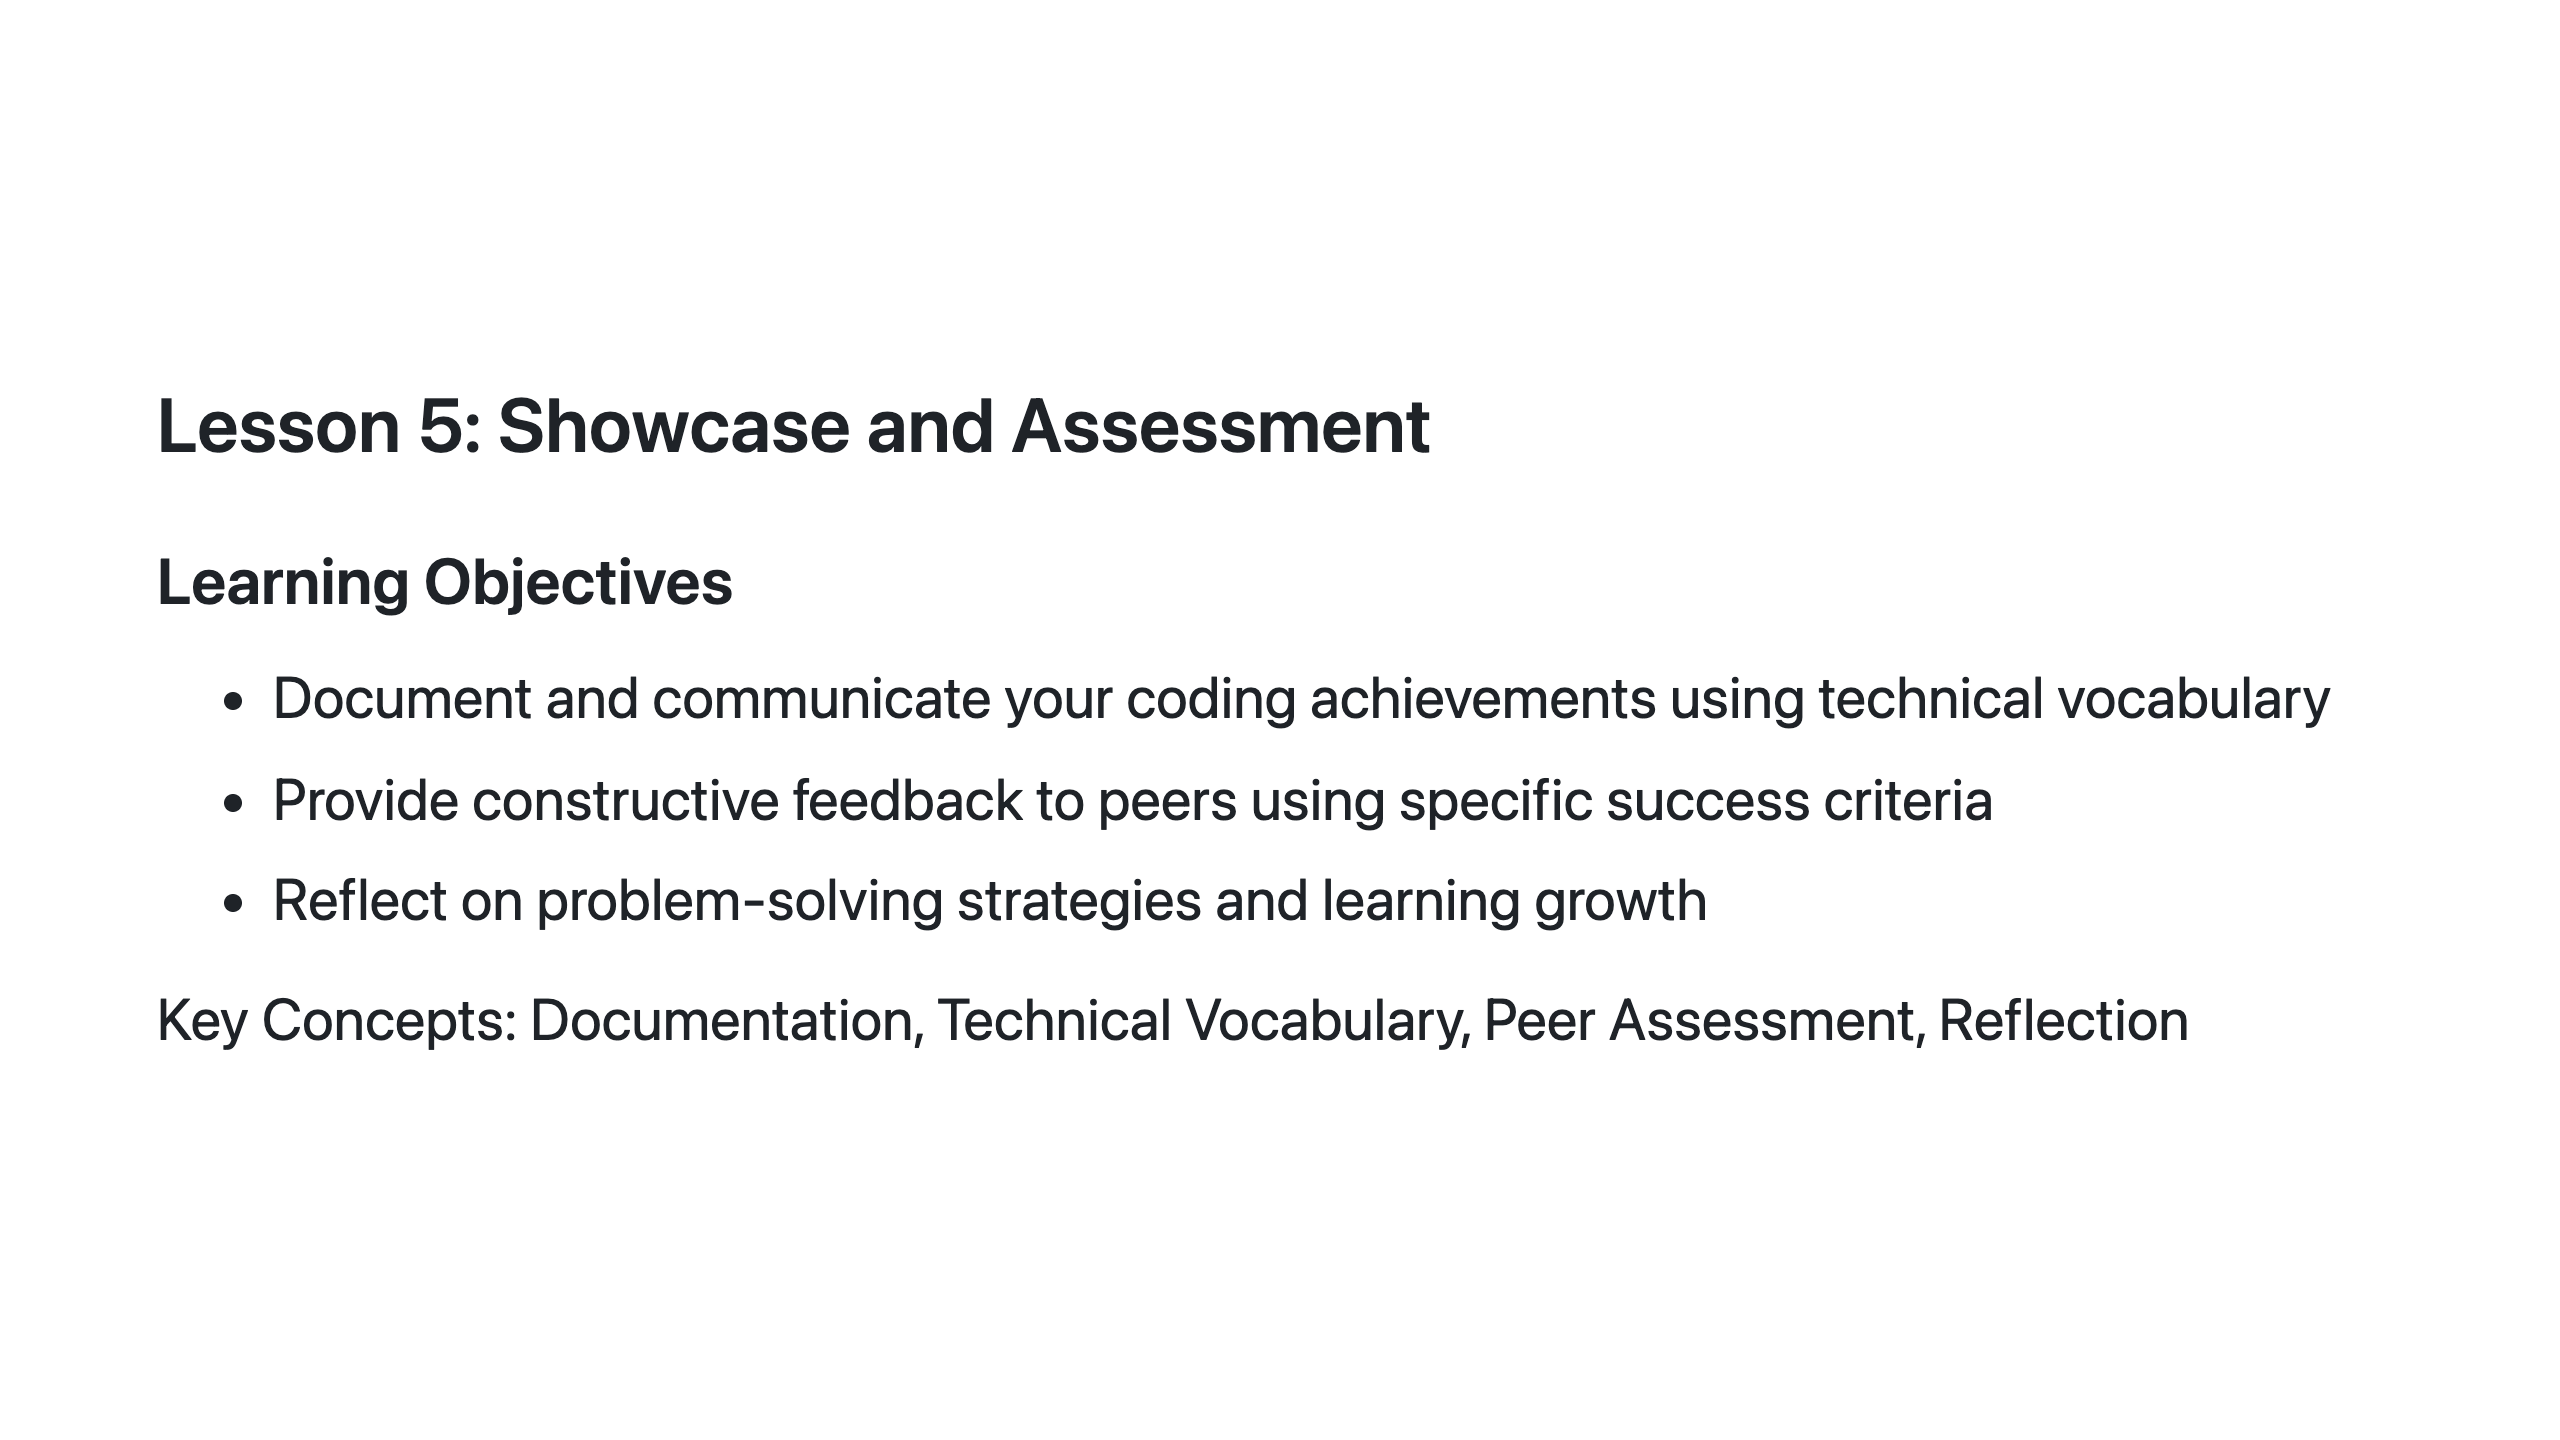 Lesson 5: Showcase and Assessment
Learning Objectives
• Document and communicate your coding achievements using technical vocabulary
• Provide constructive feedback to peers using specific success criteria
• Reflect on problem-solving strategies and learning growth
Key Concepts: Documentation, Technical Vocabulary, Peer Assessment, Reflection